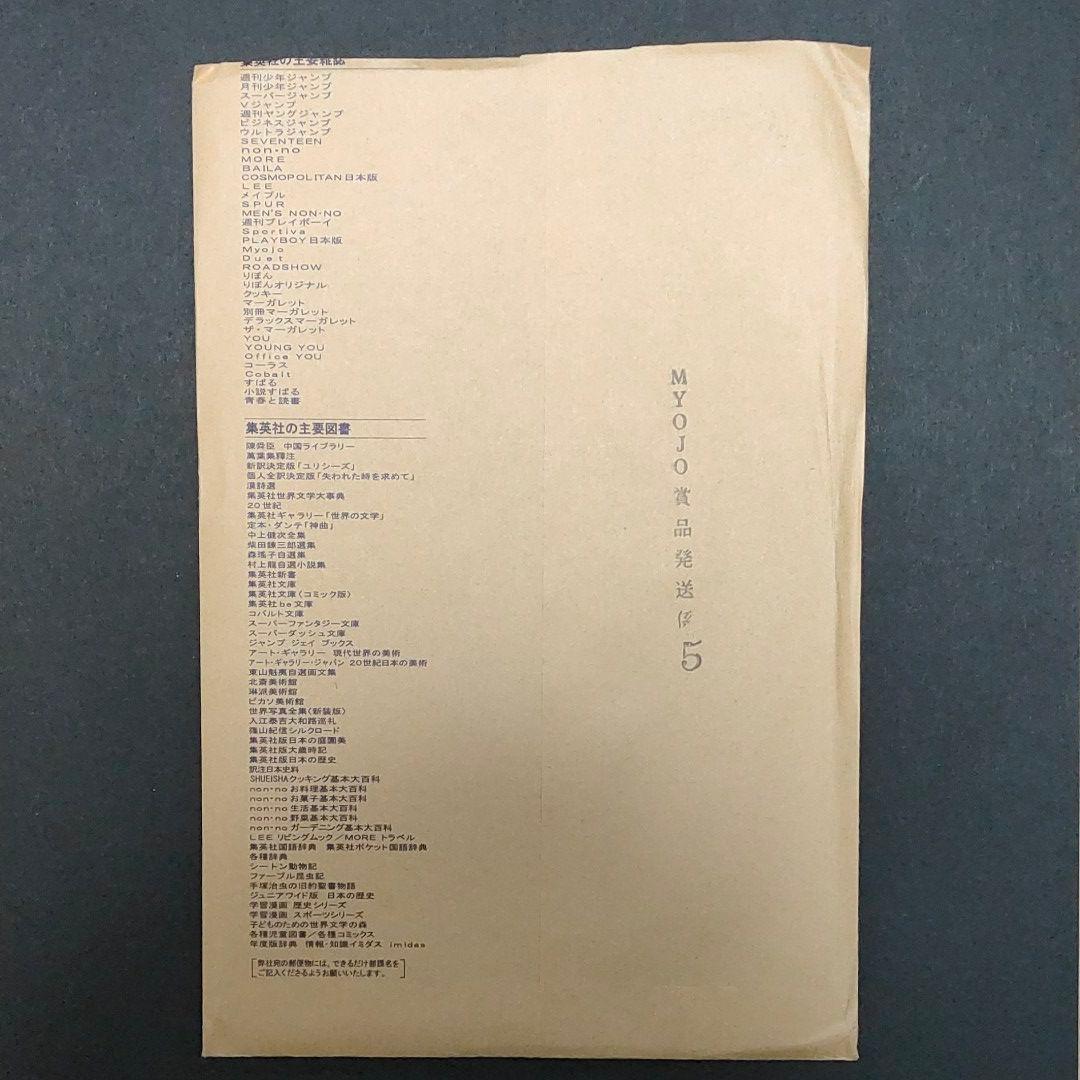 集英社の主要雑誌
週刊少年ジャンプ
月刊少年ジャンプ
スーパージャンプ
Vジャンプ
週刊ヤングジャンプ
ビジネスジャンプ
ウルトラジャンプ
SEVENTEEN
non・no
MORE
BAILA
COSMOPOLITAN日本版
LEE
メイプル
SPUR
MEN'S NON・NO
週刊プレイボーイ
Sportiva
PLAYBOY日本版
Myojo
Duet
ROADSHOW
りぼん
りぼんオリジナル
クッキー
マーガレット
別冊マーガレット
デラックスマーガレット
ザ・マーガレット
YOU
YOUNG YOU
Office YOU
コーラス
Cobalt
すばる
小説すばる
青春と読書
集英社の主要図書
陳舜臣 中国ライブラリー
萬葉集釋注
新訳決定版「ユリシーズ」
個人全訳決定版「失われた時を求めて」
漢詩選
集英社世界文学大事典
20世紀
集英社ギャラリー「世界の文学」
定本・ダンテ「神曲」
中上健次全集
柴田錬三郎選集
森瑤子自選集
村上龍自選小説集
集英社新書
集英社文庫
集英社文庫(コミック版)
集英社be文庫
コバルト文庫
スーパーファンタジー文庫
スーパーダッシュ文庫
ジャンプ ジェイ ブックス
アート・ギャラリー 現代世界の美術
アート・ギャラリー・ジャパン 20世紀日本の美術
東山魁夷自選画文集
北斎美術館
琳派美術館
ピカソ美術館
世界写真全集(新装版)
入江泰吉大和路巡礼
篠山紀信シルクロード
集英社版日本の庭園美
集英社版大歳時記
集英社版日本の歴史
訳注日本史料
SHUEISHAクッキング基本大百科
non・noお料理基本大百科
non・noお菓子基本大百科
non・no生活基本大百科
non・no野菜基本大百科
non・noガーデニング基本大百科
LEE リビングムック/MORE トラベル
集英社国語辞典 集英社ポケット国語辞典
各種辞典
シートン動物記
ファーブル昆虫記
手塚治虫の旧約聖書物語
ジュニアワイド版 日本の歴史
学習漫画 歴史シリーズ
学習漫画 スポーツシリーズ
子どものための世界文学の森
各種児童図書/各種コミックス
年度版辞典 情報・知識イミダス imidas
弊社宛の郵便物には、できるだけ部課名を
ご記入くださるようお願いいたします。
MYOJO賞品発送係5